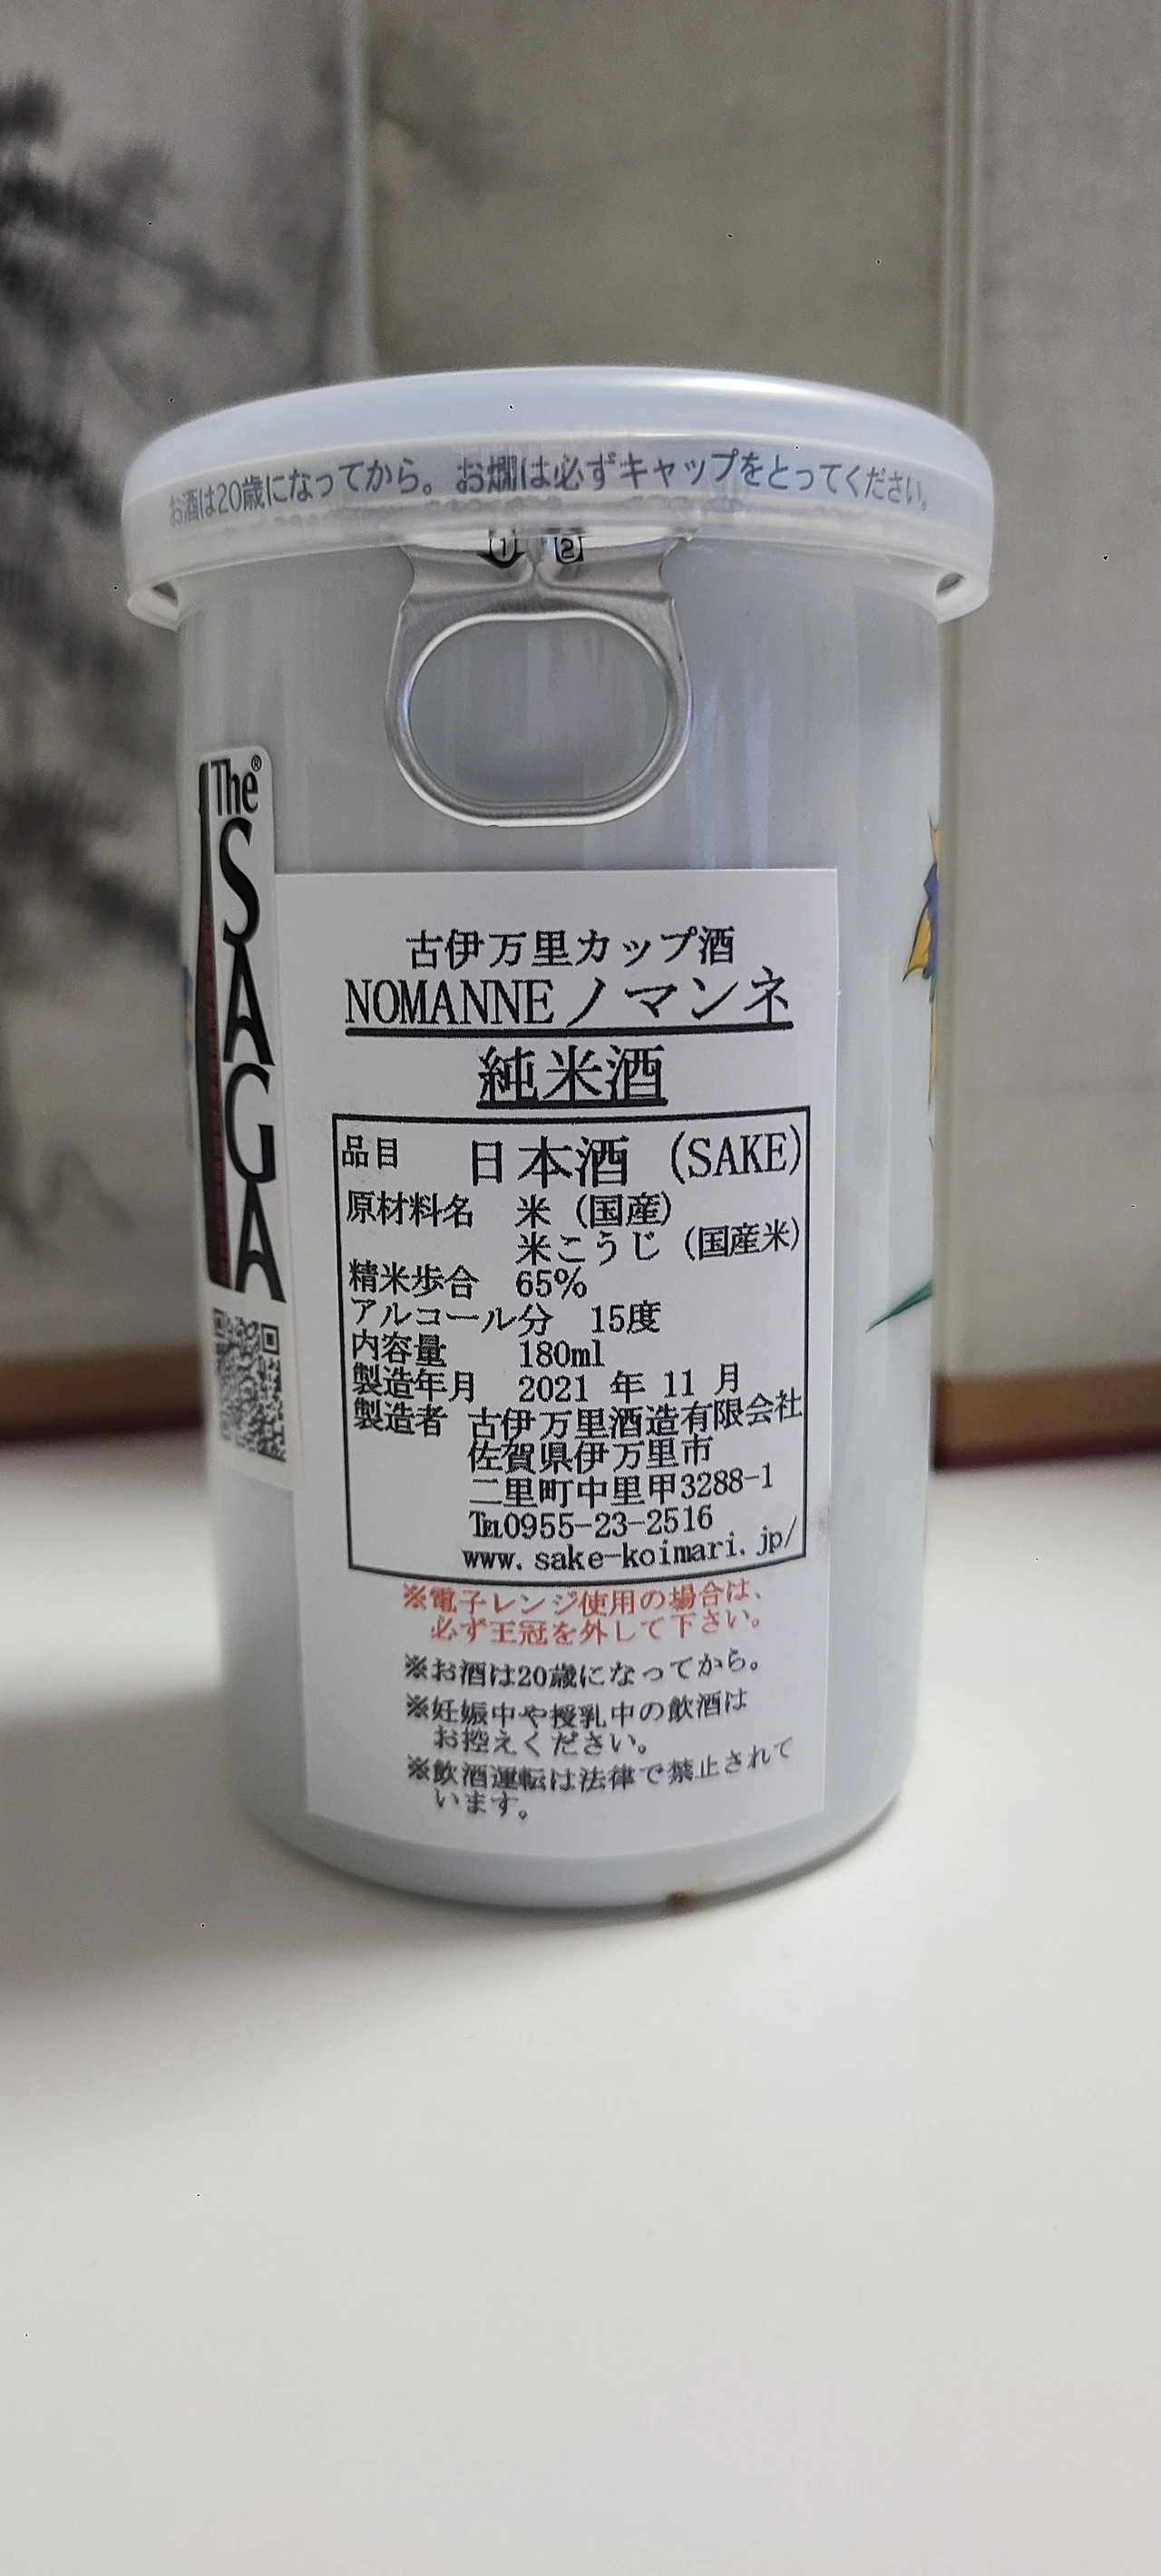 お酒は20歳になってから。お燗は必ずキャップをとってください。
① ②
The®
SAGA
古伊万里カップ酒
NOMANNEノマンネ
純米酒
品目 日本酒（SAKE）
原材料名 米（国産）
米こうじ（国産米）
精米歩合 65%
アルコール分 15度
内容量 180ml
製造年月 2021 年 11 月
製造者 古伊万里酒造有限会社
佐賀県伊万里市
二里町中里甲3288-1
℡0955-23-2516
www.sake-koimari.jp/
※電子レンジ使用の場合は、
必ず王冠を外して下さい。
※お酒は20歳になってから。
※妊娠中や授乳中の飲酒は
お控えください。
※飲酒運転は法律で禁止されて
います。